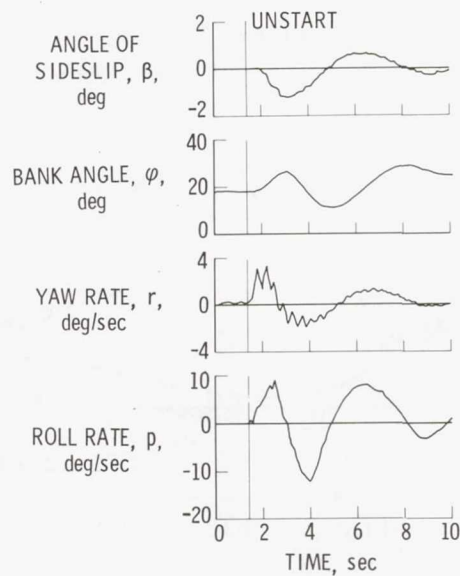 UNSTART
ANGLE OF
SIDESLIP, β,
deg
2
0
-2
BANK ANGLE, φ,
deg
40
20
0
YAW RATE, r,
deg/sec
4
0
-4
ROLL RATE, p,
deg/sec
10
0
-10
-20
0 2 4 6 8 10
TIME, sec